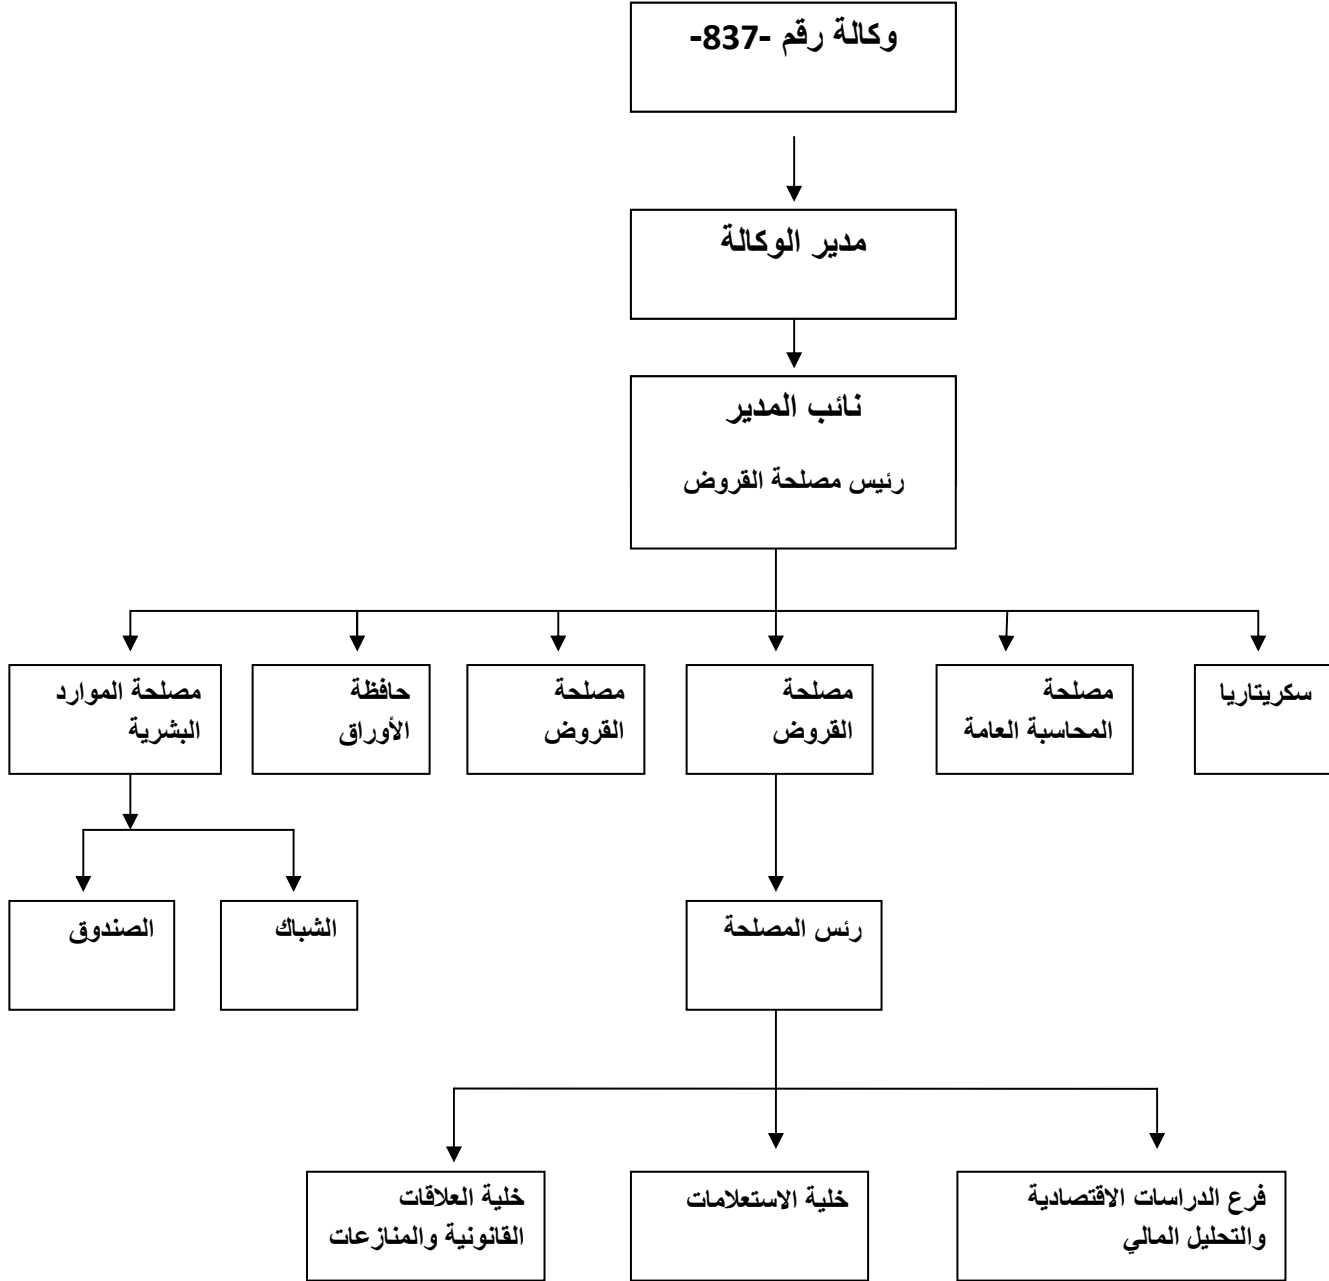 وكالة رقم -837-
مدير الوكالة
نائب المدير
رئيس مصلحة القروض
سكريتاريا
مصلحة
المحاسبة العامة
مصلحة
القروض
مصلحة
القروض
حافظة
الأوراق
مصلحة الموارد
البشرية
رئس المصلحة
الشباك
الصندوق
فرع الدراسات الاقتصادية
والتحليل المالي
خلية الاستعلامات
خلية العلاقات
القانونية والمنازعات